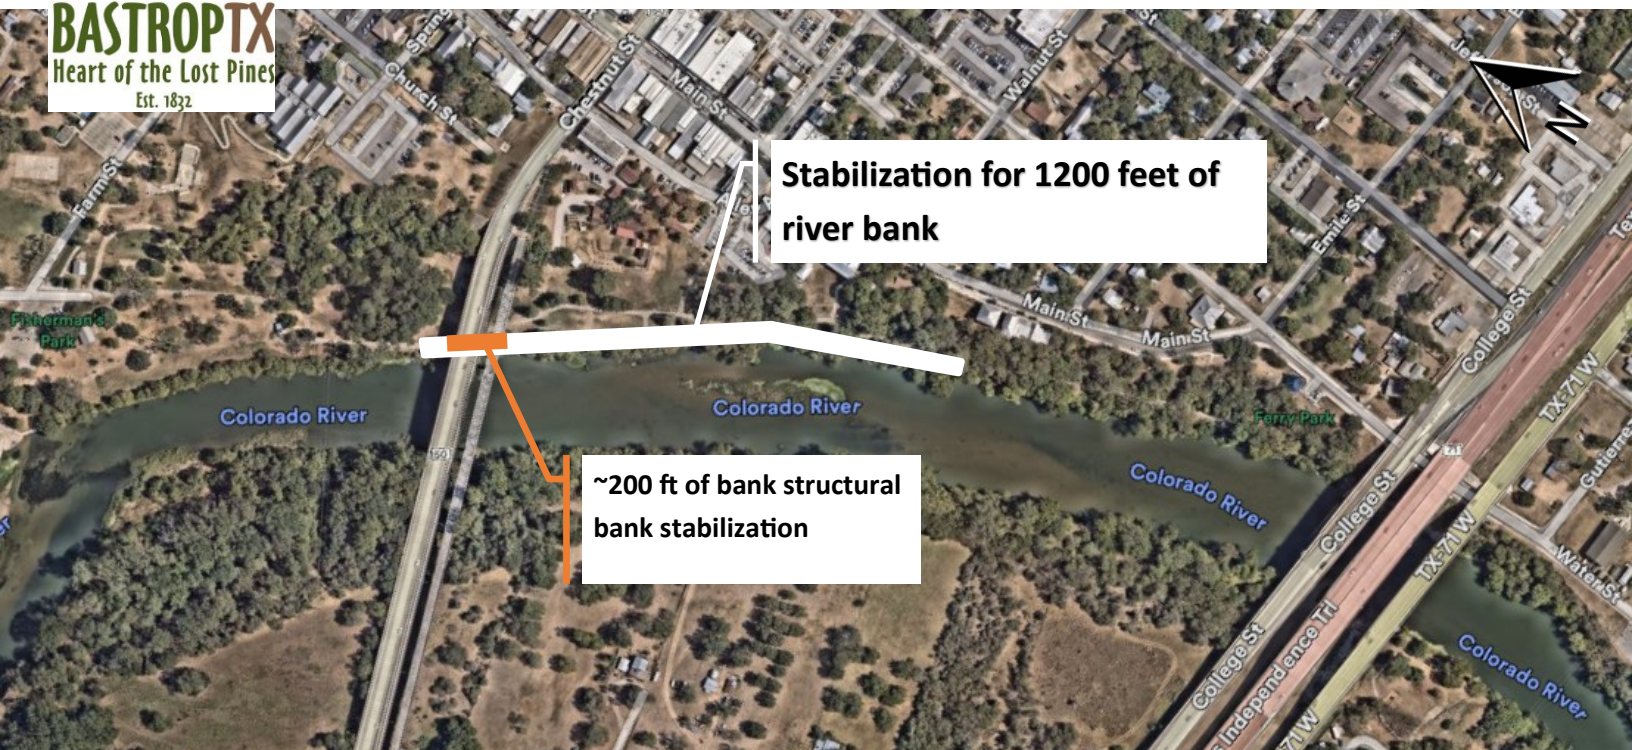 BASTROPTX
Heart of the Lost Pines
Est. 1832
Spring
Church St
Chestnut St
Main St
Walnut St
St
N
Farm St
Stabilization for 1200 feet of
river bank
Emile St
Fisherman's
Park
Main St
Main St
College St
TX-71 W
Colorado River
Colorado River
Ferry Park
150
71
Colorado River
~200 ft of bank structural
bank stabilization
College St
TX-71 W
Water St
College St
Independence Trl
71 W
Colorado River